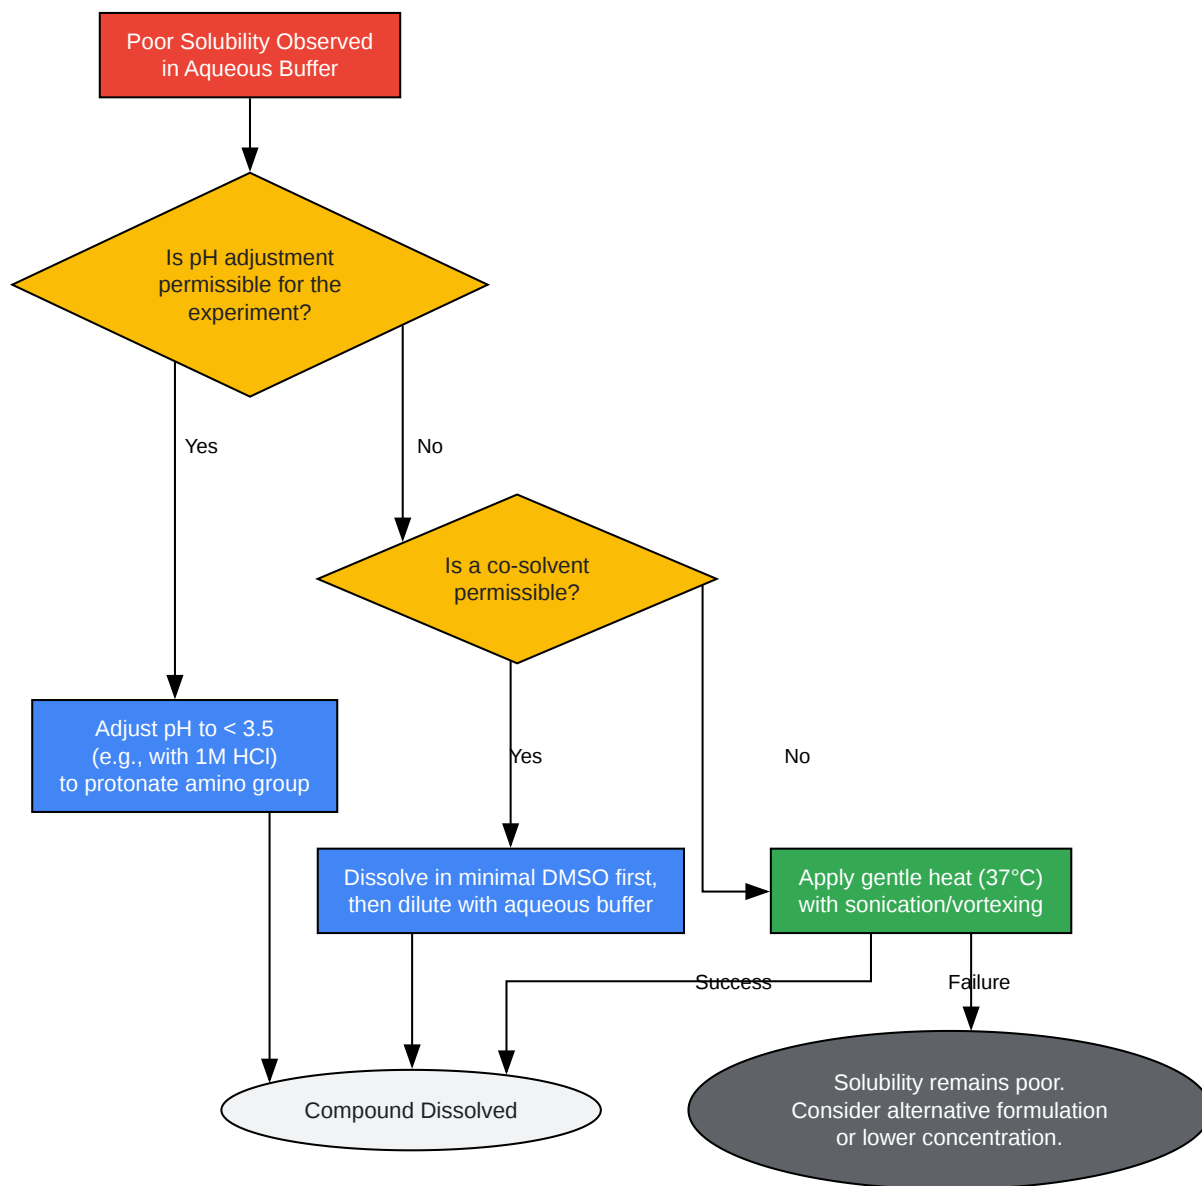 Poor Solubility Observed
in Aqueous Buffer
Is pH adjustment
permissible for the
experiment?
Yes
No
Is a co-solvent
permissible?
Adjust pH to < 3.5
(e.g., with 1M HCl)
to protonate amino group
Yes
No
Dissolve in minimal DMSO first,
then dilute with aqueous buffer
Apply gentle heat (37°C)
with sonication/vortexing
Success
Failure
Compound Dissolved
Solubility remains poor.
Consider alternative formulation
or lower concentration.